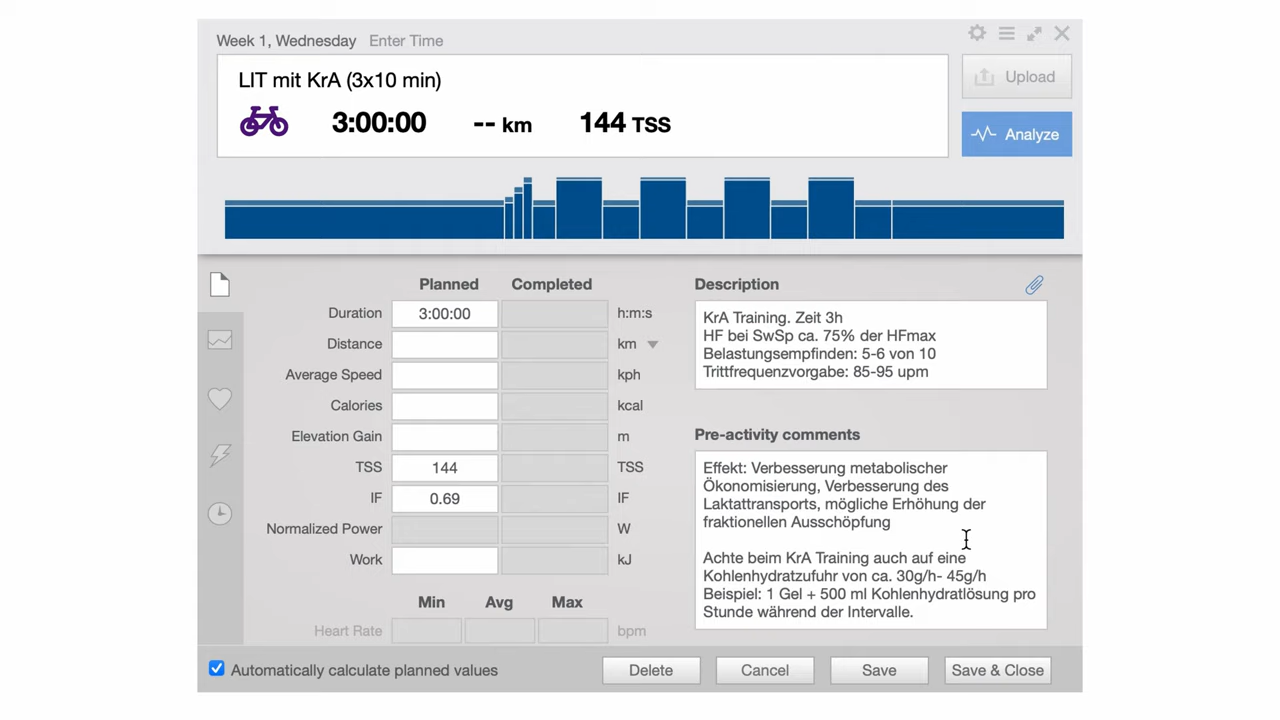 Week 1, Wednesday Enter Time
LIT mit KrA (3x10 min)
3:00:00 -- km 144 TSS
Upload
Analyze
Planned Completed
Duration 3:00:00 h:m:s
Distance km
Average Speed kph
Calories kcal
Elevation Gain m
TSS 144 TSS
IF 0.69 IF
Normalized Power W
Work kJ
Min Avg Max
Heart Rate bpm
Description
KrA Training. Zeit 3h
HF bei SwSp ca. 75% der HFmax
Belastungsempfinden: 5-6 von 10
Trittfrequenzvorgabe: 85-95 upm
Pre-activity comments
Effekt: Verbesserung metabolischer
Ökonomisierung, Verbesserung des
Laktattransports, mögliche Erhöhung der
fraktionellen Ausschöpfung
Achte beim KrA Training auch auf eine
Kohlenhydratzufuhr von ca. 30g/h- 45g/h
Beispiel: 1 Gel + 500 ml Kohlenhydratlösung pro
Stunde während der Intervalle.
Automatically calculate planned values
Delete Cancel Save Save & Close